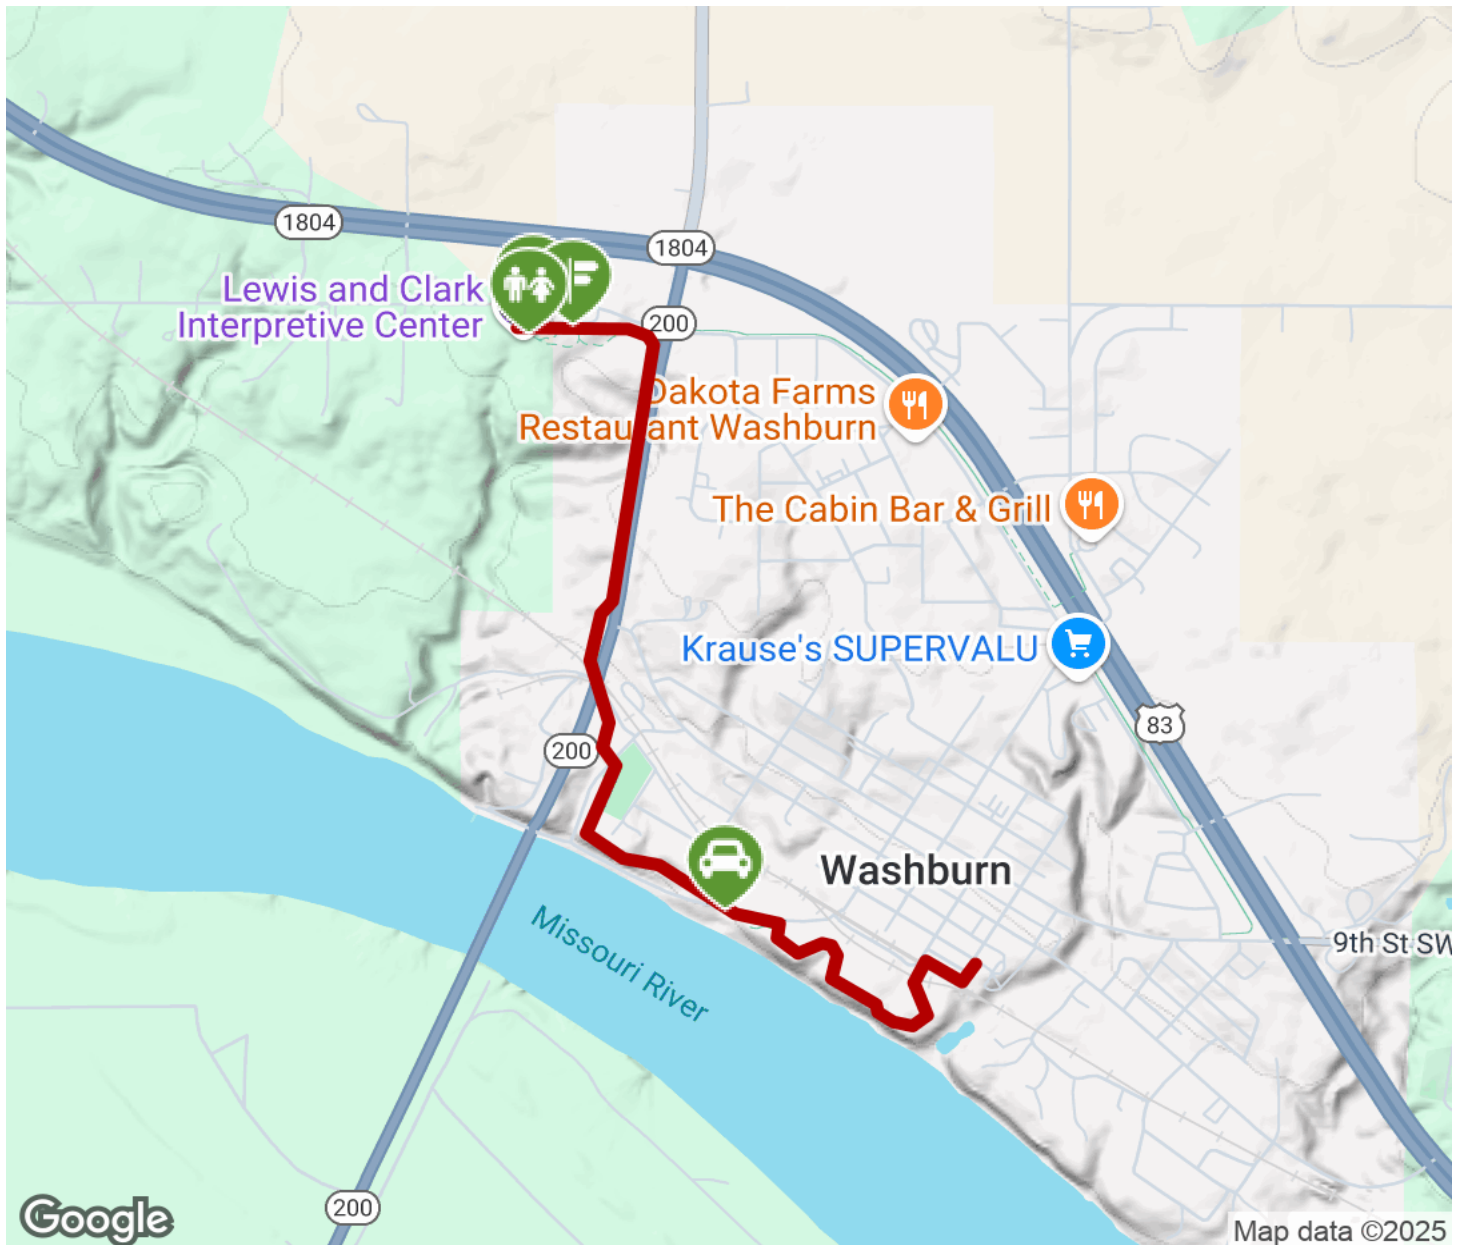 1804
1804
Lewis and Clark
Interpretive Center
200
Dakota Farms
Restaurant Washburn
The Cabin Bar & Grill
Krause's SUPERVALU
83
200
Washburn
Missouri River
9th St SW
200
Google
Map data ©2025